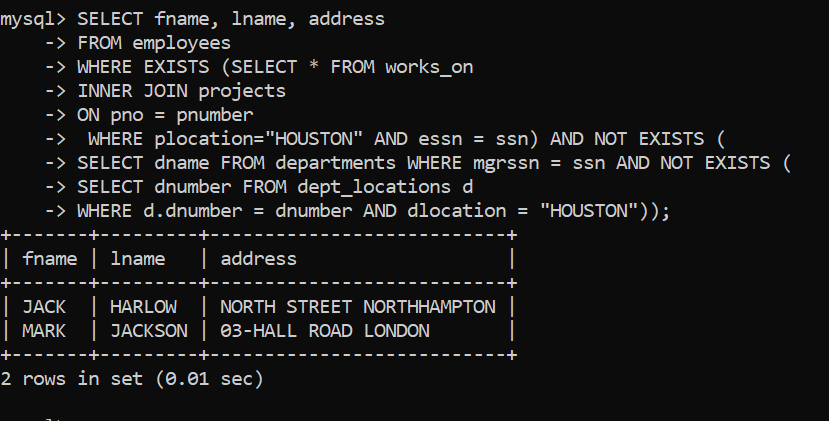 mysql> SELECT fname, lname, address
    -> FROM employees
    -> WHERE EXISTS (SELECT * FROM works_on
    -> INNER JOIN projects
    -> ON pno = pnumber
    ->  WHERE plocation="HOUSTON" AND essn = ssn) AND NOT EXISTS (
    -> SELECT dname FROM departments WHERE mgrssn = ssn AND NOT EXISTS (
    -> SELECT dnumber FROM dept_locations d
    -> WHERE d.dnumber = dnumber AND dlocation = "HOUSTON"));
+-------+---------+---------------------------+
| fname | lname   | address                   |
+-------+---------+---------------------------+
| JACK  | HARLOW  | NORTH STREET NORTHHAMPTON |
| MARK  | JACKSON | 03-HALL ROAD LONDON       |
+-------+---------+---------------------------+
2 rows in set (0.01 sec)